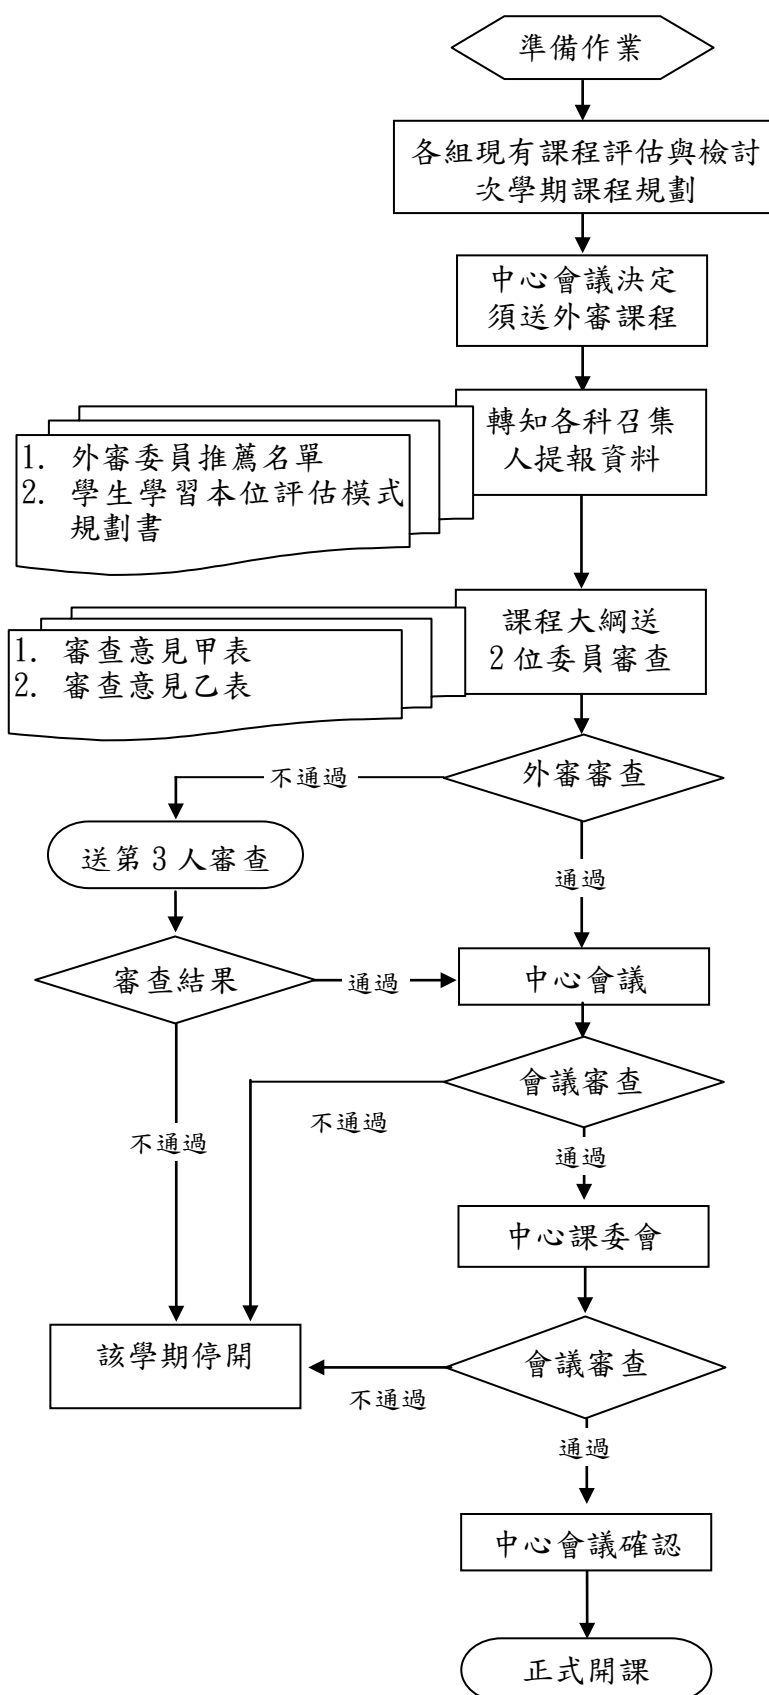 準備作業
各組現有課程評估與檢討
次學期課程規劃
中心會議決定
須送外審課程
轉知各科召集
人提報資料
1. 外審委員推薦名單
2. 學生學習本位評估模式
規劃書
課程大綱送
2位委員審查
1. 審查意見甲表
2. 審查意見乙表
外審審查
不通過
送第3人審查
通過
審查結果
通過
中心會議
會議審查
不通過
不通過
通過
中心課委會
該學期停開
會議審查
不通過
通過
中心會議確認
正式開課